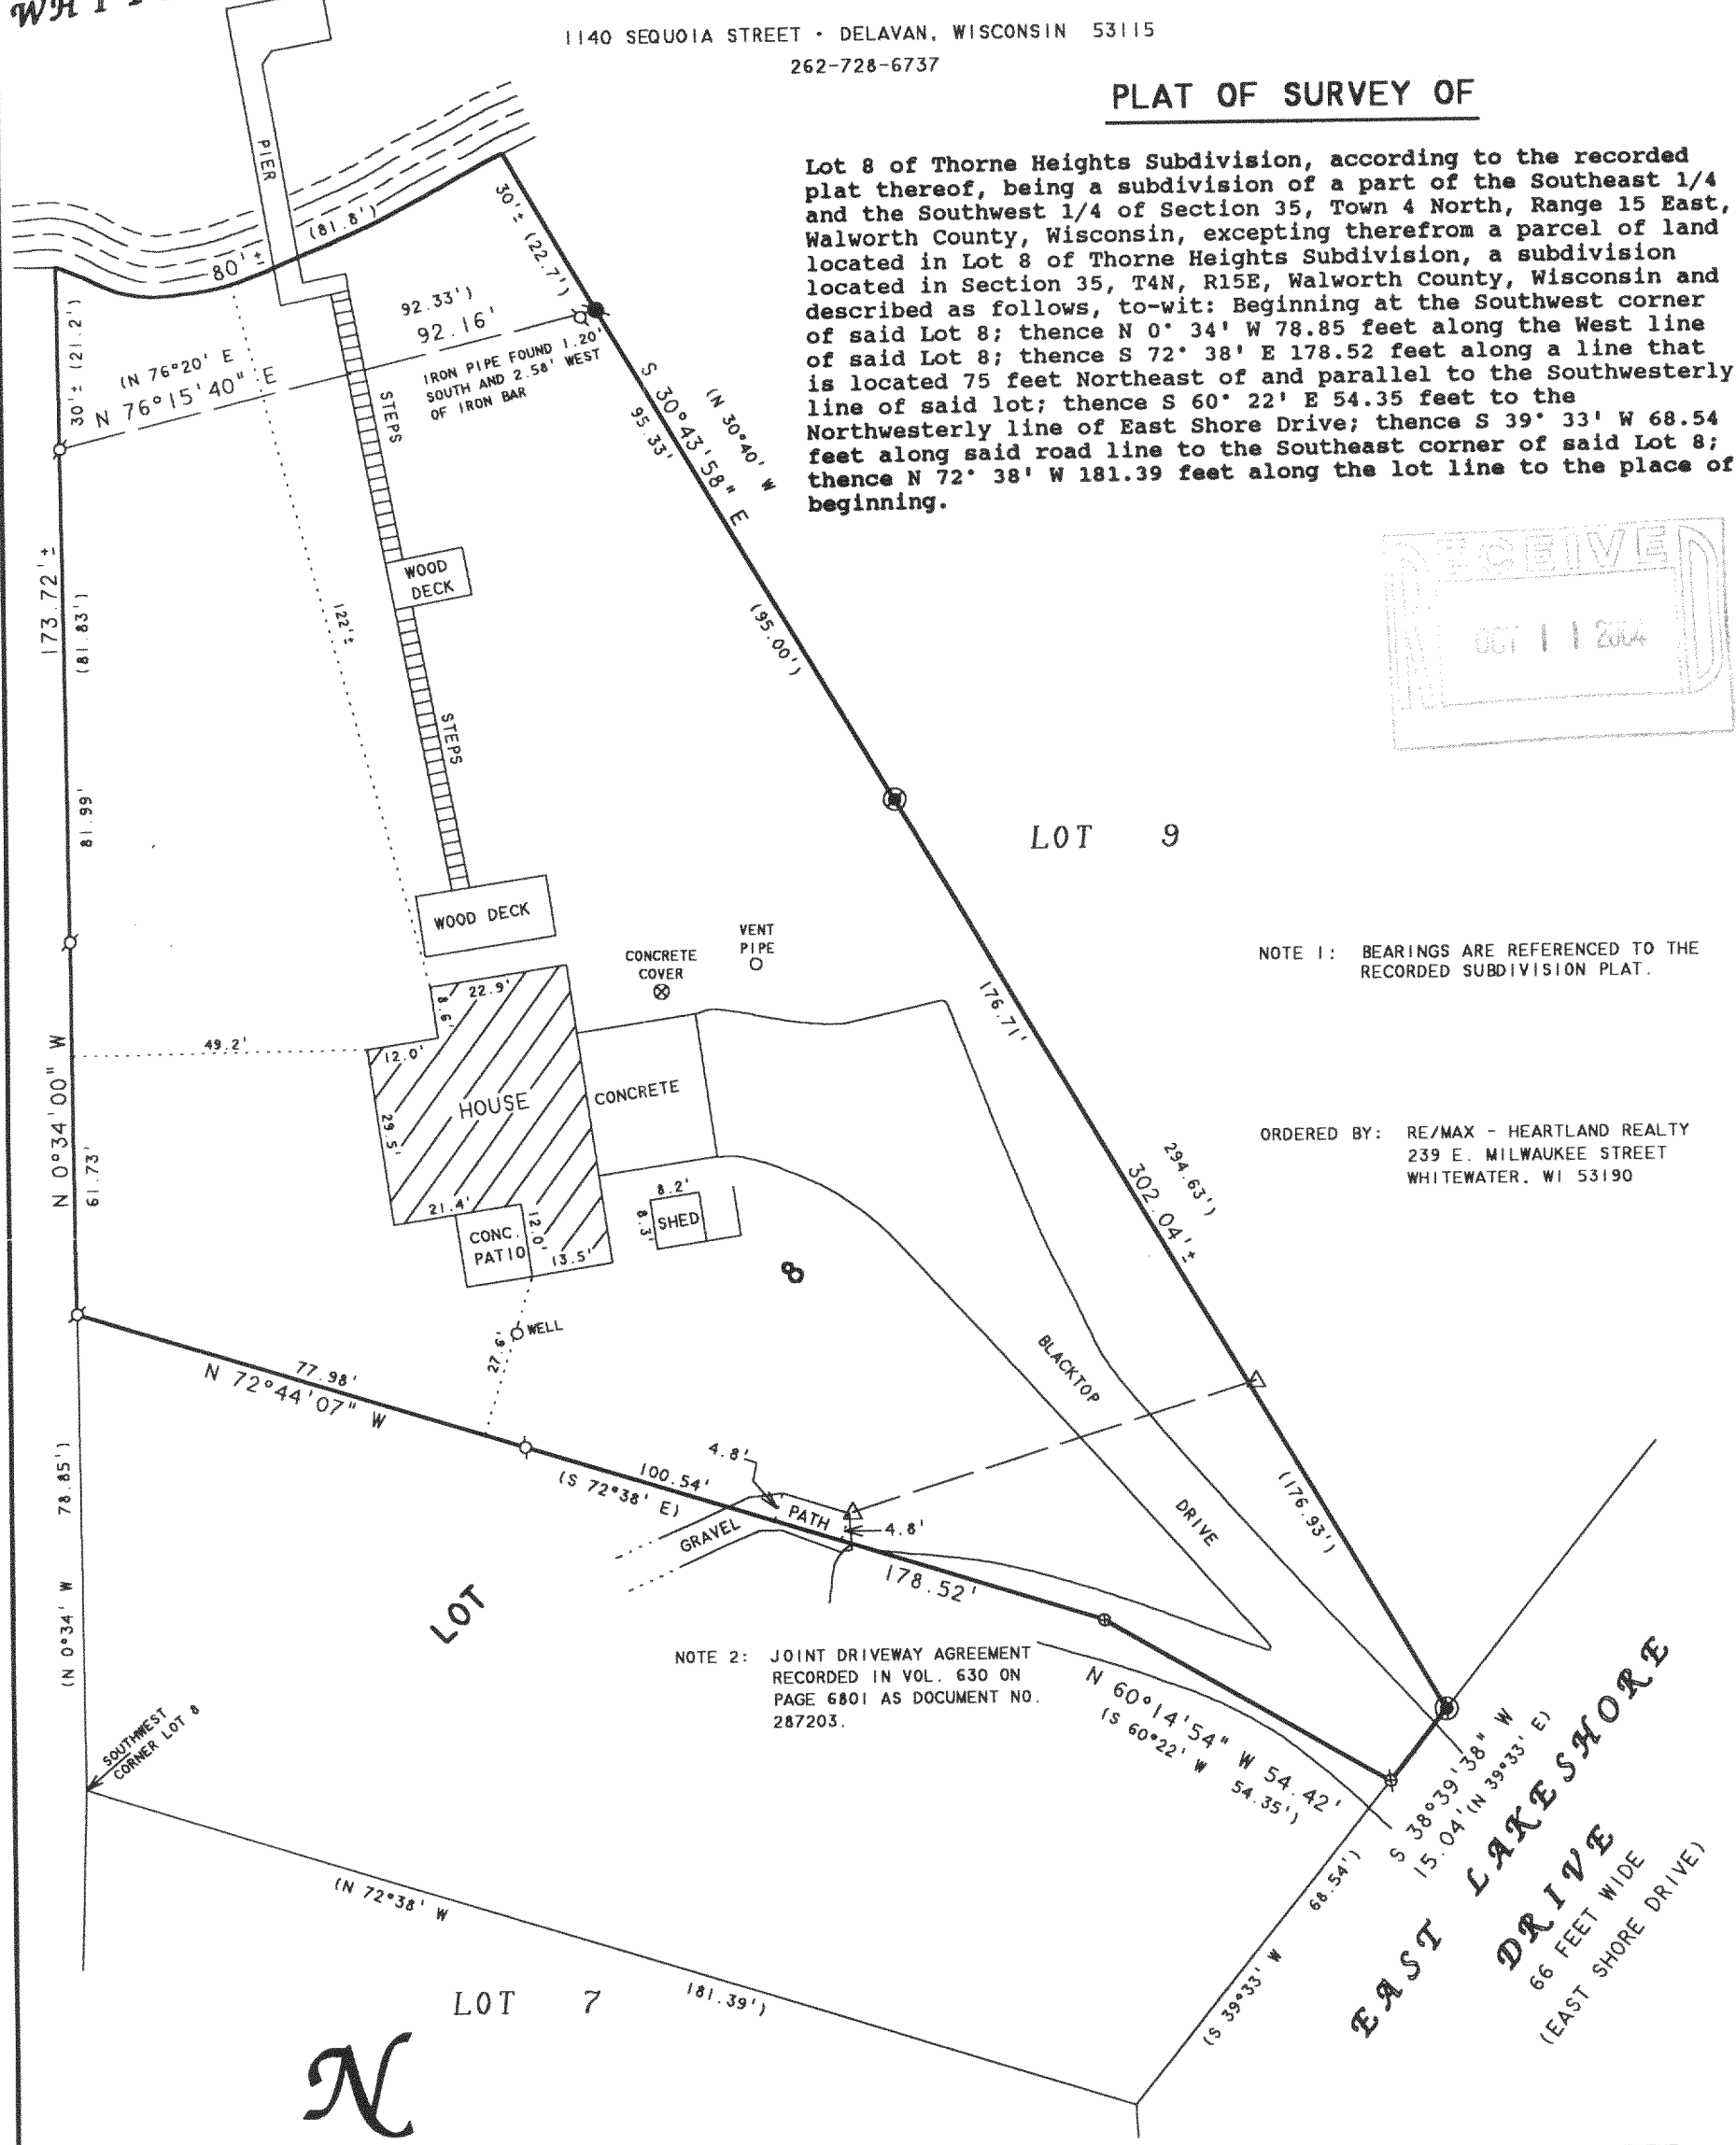 1140 SEQUOIA STREET • DELAVAN, WISCONSIN 53115
262-728-6737
PLAT OF SURVEY OF
Lot 8 of Thorne Heights Subdivision, according to the recorded
plat thereof, being a subdivision of a part of the Southeast 1/4
and the Southwest 1/4 of Section 35, Town 4 North, Range 15 East,
Walworth County, Wisconsin, excepting therefrom a parcel of land
located in Lot 8 of Thorne Heights Subdivision, a subdivision
located in Section 35, T4N, R15E, Walworth County, Wisconsin and
described as follows, to-wit: Beginning at the Southwest corner
of said Lot 8; thence N 0° 34' W 78.85 feet along the West line
of said Lot 8; thence S 72° 38' E 178.52 feet along a line that
is located 75 feet Northeast of and parallel to the Southwesterly
line of said lot; thence S 60° 22' E 54.35 feet to the
Northwesterly line of East Shore Drive; thence S 39° 33' W 68.54
feet along said road line to the Southeast corner of said Lot 8;
thence N 72° 38' W 181.39 feet along the lot line to the place of
beginning.
PIER
(81.8')
80'±
30'± (22.7')
30'± (21.2')
92.33')
92.16'
(N 76°20' E
N 76°15'40" E
IRON PIPE FOUND 1.20'
SOUTH AND 2.58' WEST
OF IRON BAR
STEPS
S 30°43'58" E
95.33'
(N 30°40' W
(95.00')
WOOD
DECK
122'±
173.72'±
(81.83')
STEPS
81.99'
OCT 11 2004
LOT 9
WOOD DECK
CONCRETE
COVER
VENT
PIPE
NOTE 1: BEARINGS ARE REFERENCED TO THE
RECORDED SUBDIVISION PLAT.
176.71'
22.9'
8.6'
49.2'
12.0'
HOUSE
29.5'
CONCRETE
N 0°34'00" W
61.73'
ORDERED BY: RE/MAX - HEARTLAND REALTY
239 E. MILWAUKEE STREET
WHITEWATER, WI 53190
294.63')
302.04'±
21.4'
CONC.
PATIO
12.0'
13.5'
8.2'
8.3'
SHED
8
WELL
27.6'
77.98'
N 72°44'07" W
BLACKTOP
DRIVE
4.8'
100.54'
(S 72°38' E)
GRAVEL
PATH
4.8'
178.52'
(176.93')
78.85')
(N 0°34' W
LOT
NOTE 2: JOINT DRIVEWAY AGREEMENT
RECORDED IN VOL. 630 ON
PAGE 6801 AS DOCUMENT NO.
287203.
N 60°14'54" W 54.42'
(S 60°22' W 54.35')
SOUTHWEST
CORNER LOT 8
S 38°39'38" W
15.04'(N 39°33' E)
EAST LAKESHORE
DRIVE
66 FEET WIDE
(EAST SHORE DRIVE)
68.54')
(S 39°33' W
(N 72°38' W
181.39')
LOT 7
N